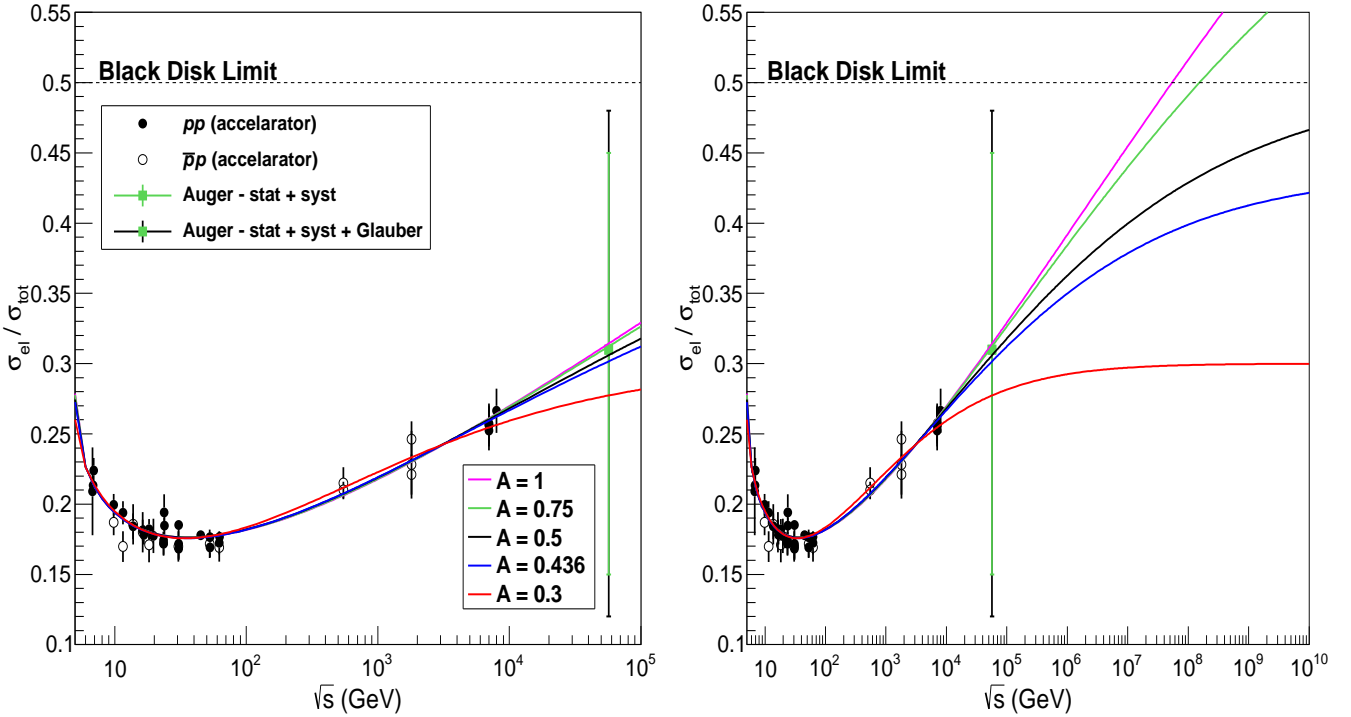 0.55
0.5
0.45
0.4
0.35
0.3
0.25
0.2
0.15
0.1
σel / σtot
Black Disk Limit
pp (accelarator)
p̅p (accelarator)
Auger - stat + syst
Auger - stat + syst + Glauber
A = 1
A = 0.75
A = 0.5
A = 0.436
A = 0.3
10 10² 10³ 10⁴ 10⁵
√s (GeV)
0.55
0.5
0.45
0.4
0.35
0.3
0.25
0.2
0.15
0.1
σel / σtot
Black Disk Limit
10 10² 10³ 10⁴ 10⁵ 10⁶ 10⁷ 10⁸ 10⁹ 10¹⁰
√s (GeV)